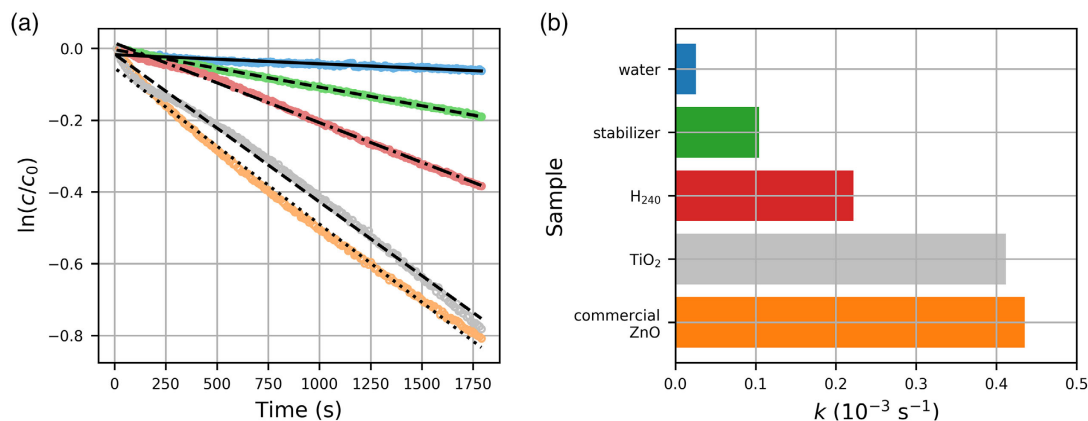 (a)
ln(c/c₀)
0.0
−0.2
−0.4
−0.6
−0.8
0 250 500 750 1000 1250 1500 1750
Time (s)
(b)
Sample
water
stabilizer
H₂₄₀
TiO₂
commercial
ZnO
0.0 0.1 0.2 0.3 0.4 0.5
k (10⁻³ s⁻¹)